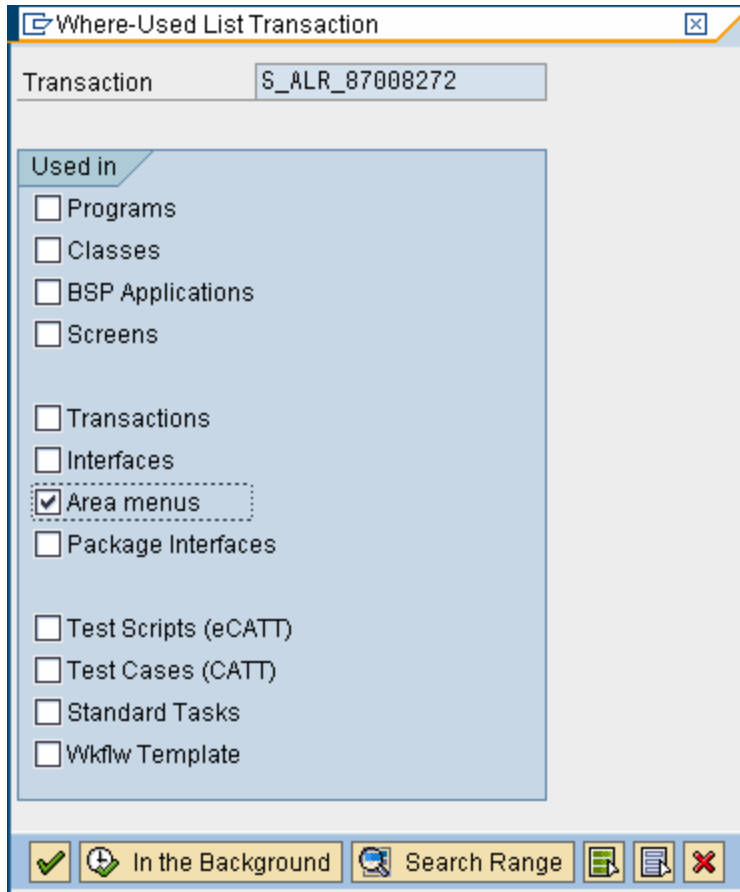 Where-Used List Transaction
Transaction S_ALR_87008272
Used in
Programs
Classes
BSP Applications
Screens
Transactions
Interfaces
Area menus
Package Interfaces
Test Scripts (eCATT)
Test Cases (CATT)
Standard Tasks
Wkflw Template
In the Background Search Range